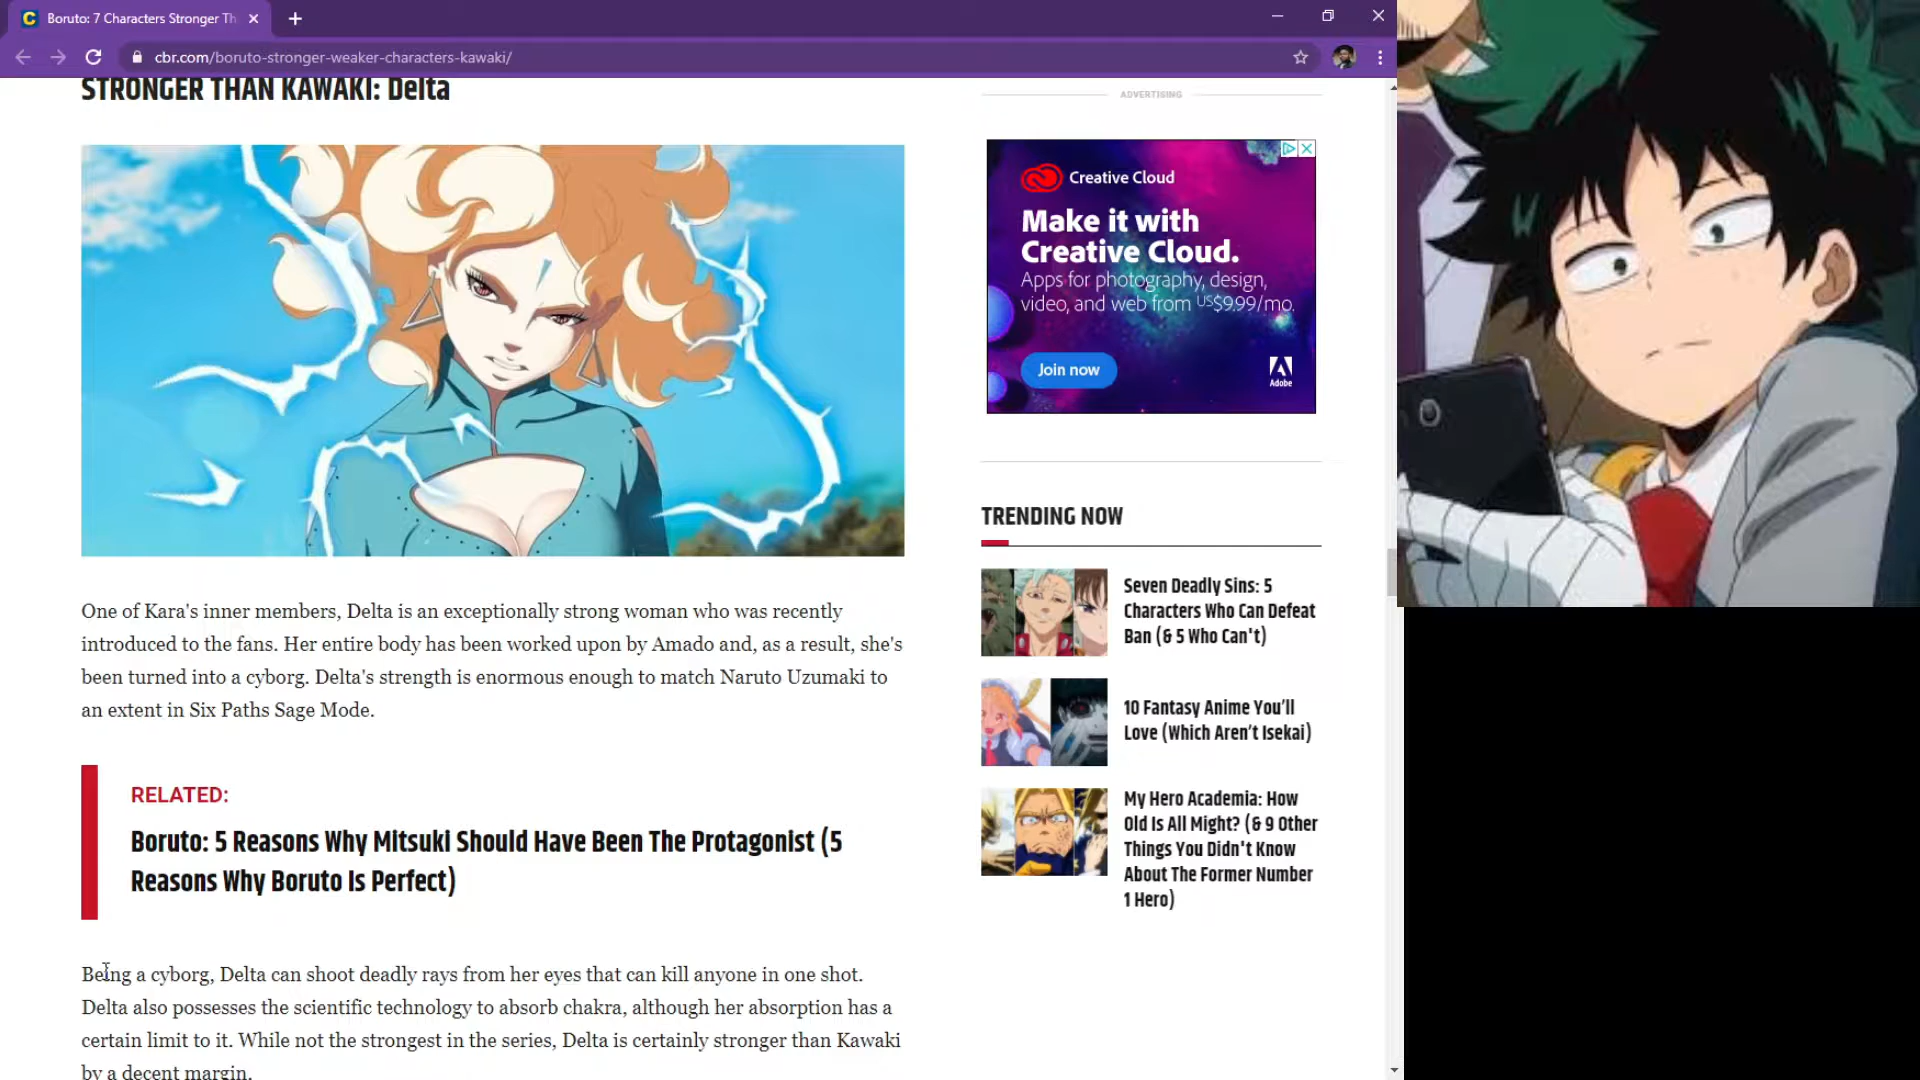 Boruto: 7 Characters Stronger Th
cbr.com/boruto-stronger-weaker-characters-kawaki/
STRONGER THAN KAWAKI: Delta
One of Kara's inner members, Delta is an exceptionally strong woman who was recently
introduced to the fans. Her entire body has been worked upon by Amado and, as a result, she's
been turned into a cyborg. Delta's strength is enormous enough to match Naruto Uzumaki to
an extent in Six Paths Sage Mode.
RELATED:
Boruto: 5 Reasons Why Mitsuki Should Have Been The Protagonist (5
Reasons Why Boruto Is Perfect)
Being a cyborg, Delta can shoot deadly rays from her eyes that can kill anyone in one shot.
Delta also possesses the scientific technology to absorb chakra, although her absorption has a
certain limit to it. While not the strongest in the series, Delta is certainly stronger than Kawaki
by a decent margin.
ADVERTISING
Creative Cloud
Make it with
Creative Cloud.
Apps for photography, design,
video, and web from US$9.99/mo.
Join now
Adobe
TRENDING NOW
Seven Deadly Sins: 5
Characters Who Can Defeat
Ban (& 5 Who Can't)
10 Fantasy Anime You'll
Love (Which Aren't Isekai)
My Hero Academia: How
Old Is All Might? (& 9 Other
Things You Didn't Know
About The Former Number
1 Hero)